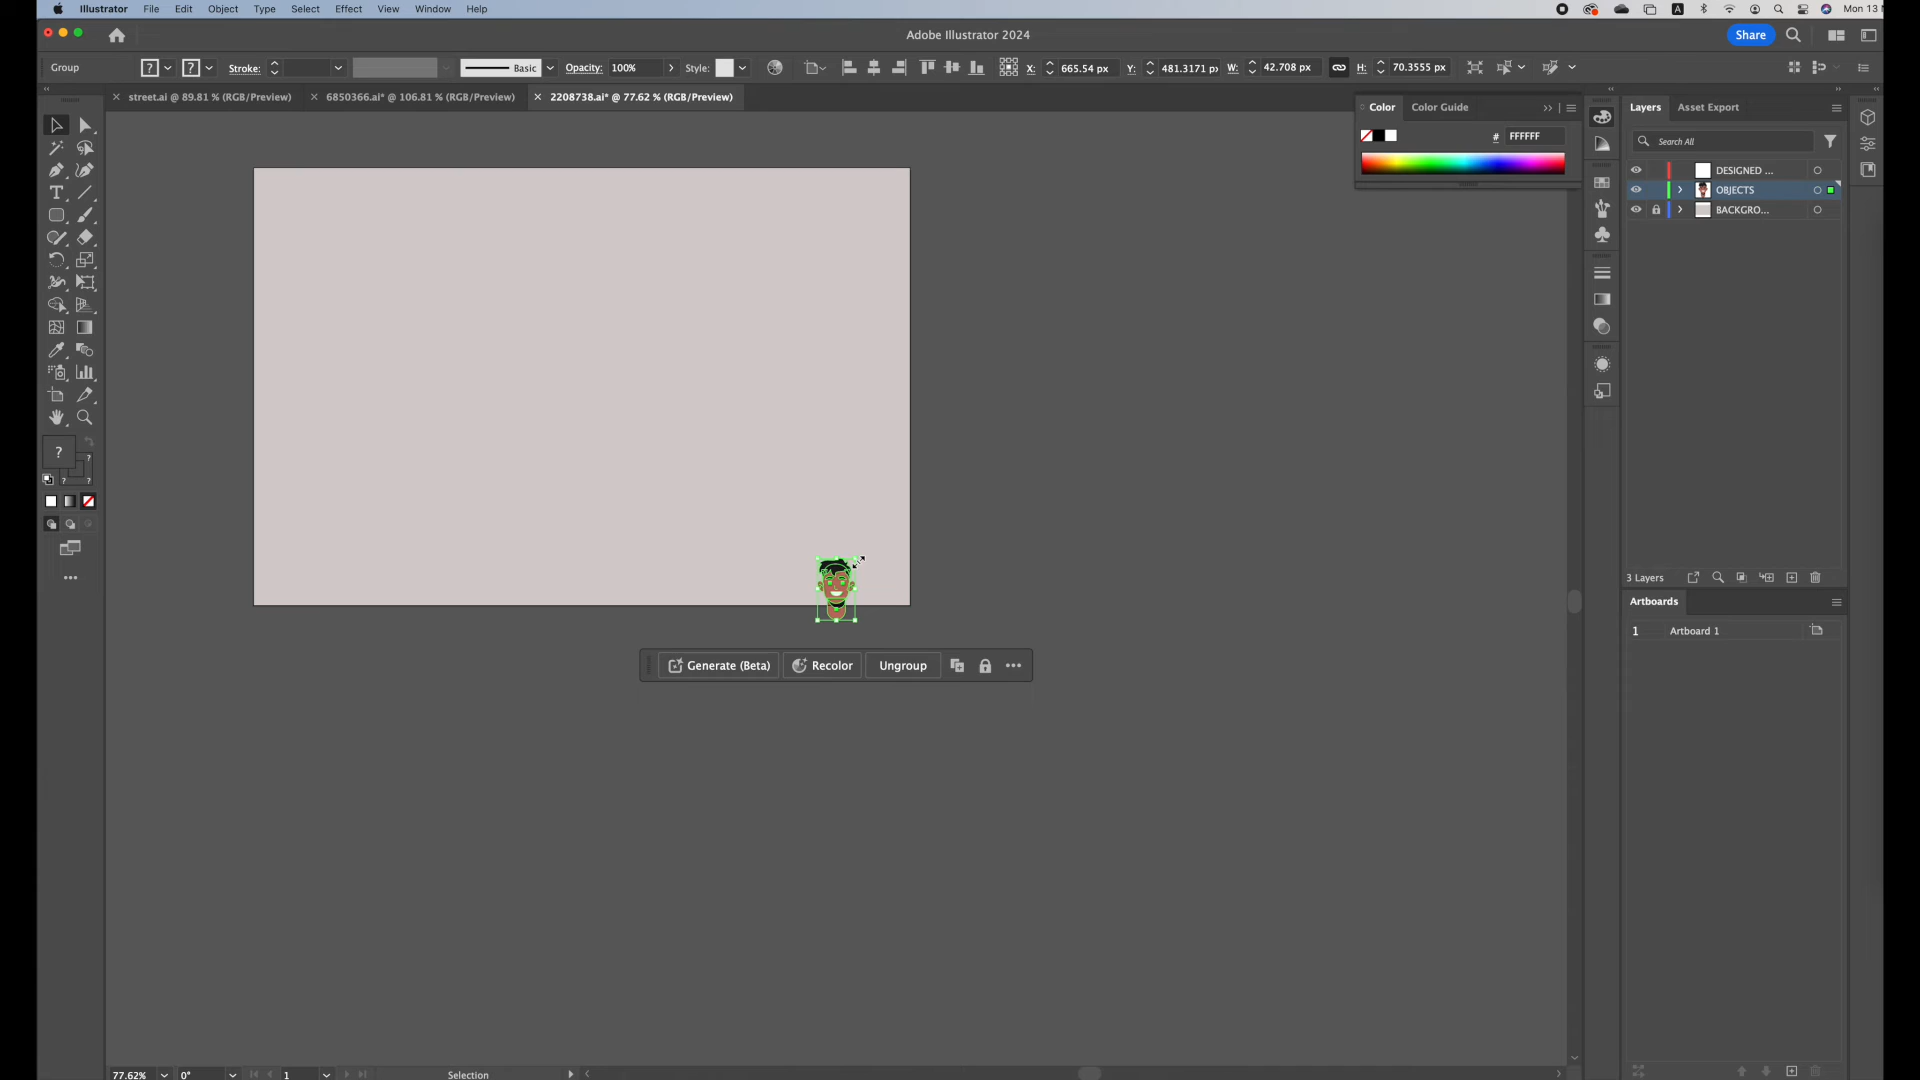 Illustrator File Edit Object Type Select Effect View Window Help
A
Mon 13
Adobe Illustrator 2024
Share
Group
? ? Stroke: Basic Opacity: 100% Style: X: 665.54 px Y: 481.3171 px W: 42.708 px H: 70.3555 px
street.ai @ 89.81 % (RGB/Preview)
6850366.ai* @ 106.81 % (RGB/Preview)
2208738.ai* @ 77.62 % (RGB/Preview)
Color Color Guide
# FFFFFF
Layers Asset Export
Search All
DESIGNED ...
OBJECTS
BACKGRO...
?
?
? ?
Generate (Beta) Recolor Ungroup
3 Layers
Artboards
1 Artboard 1
77.62% 0° 1 Selection